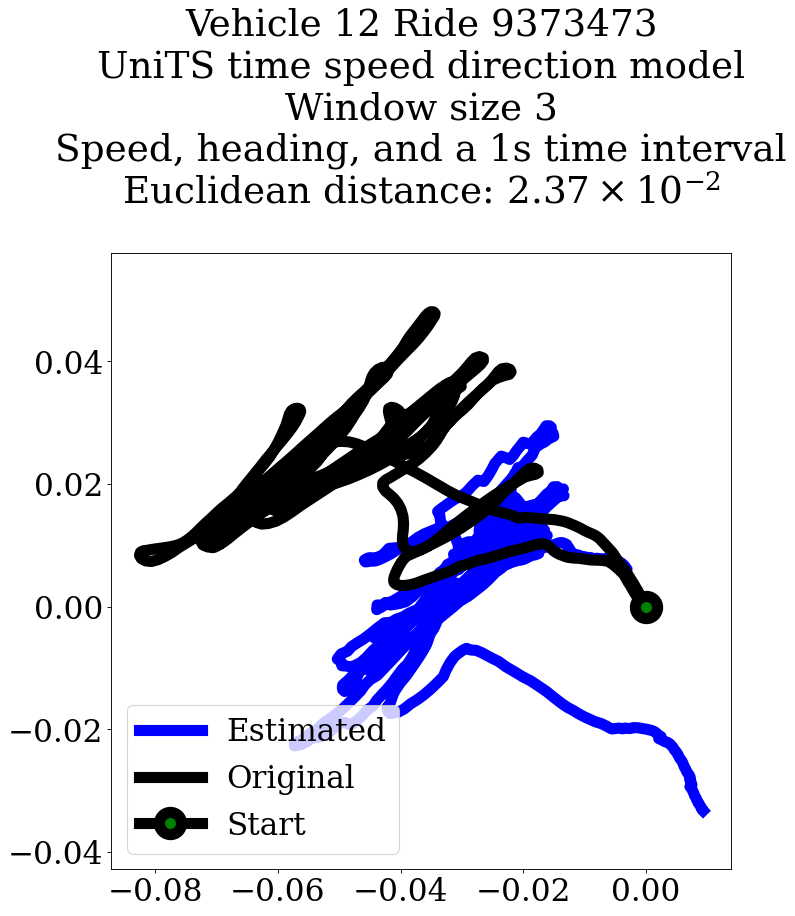 Vehicle 12 Ride 9373473
UniTS time speed direction model
Window size 3
Speed, heading, and a 1s time interval
Euclidean distance: 2.37 × 10⁻²
0.04
0.02
0.00
−0.02
−0.04
Estimated
Original
Start
−0.08
−0.06
−0.04
−0.02
0.00